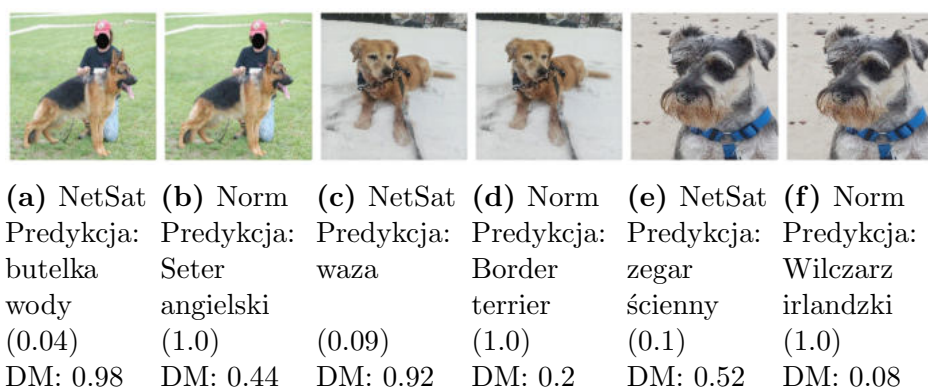 (a) NetSat (b) Norm (c) NetSat (d) Norm (e) NetSat (f) Norm
Predykcja: Predykcja: Predykcja: Predykcja: Predykcja: Predykcja:
butelka Seter waza Border zegar Wilczarz
wody angielski terrier ścienny irlandzki
(0.04) (1.0) (0.09) (1.0) (0.1) (1.0)
DM: 0.98 DM: 0.44 DM: 0.92 DM: 0.2 DM: 0.52 DM: 0.08